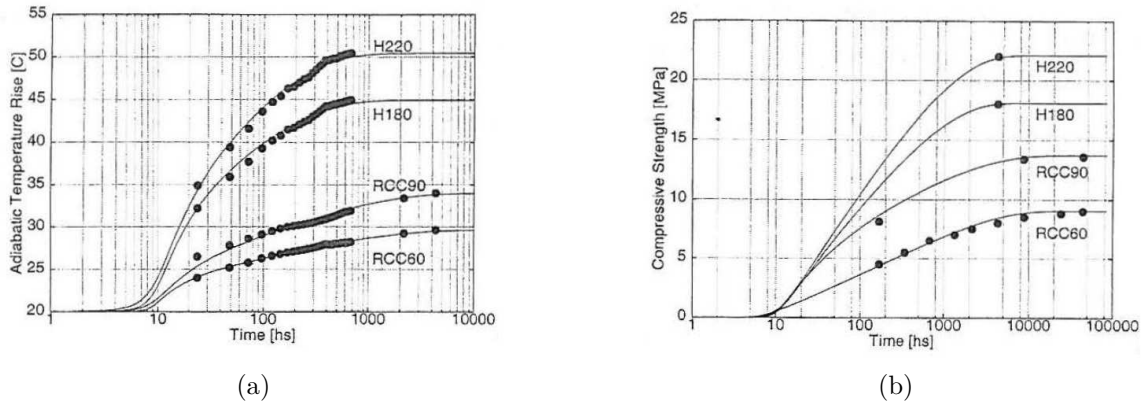 55
50
45
40
35
30
25
20
Adiabatic Temperature Rise [C]
H220
H180
RCC90
RCC60
1 10 100 1000 10000
Time [hs]
(a)
25
20
15
10
5
0
Compressive Strength [MPa]
H220
H180
RCC90
RCC60
1 10 100 1000 10000 100000
Time [hs]
(b)